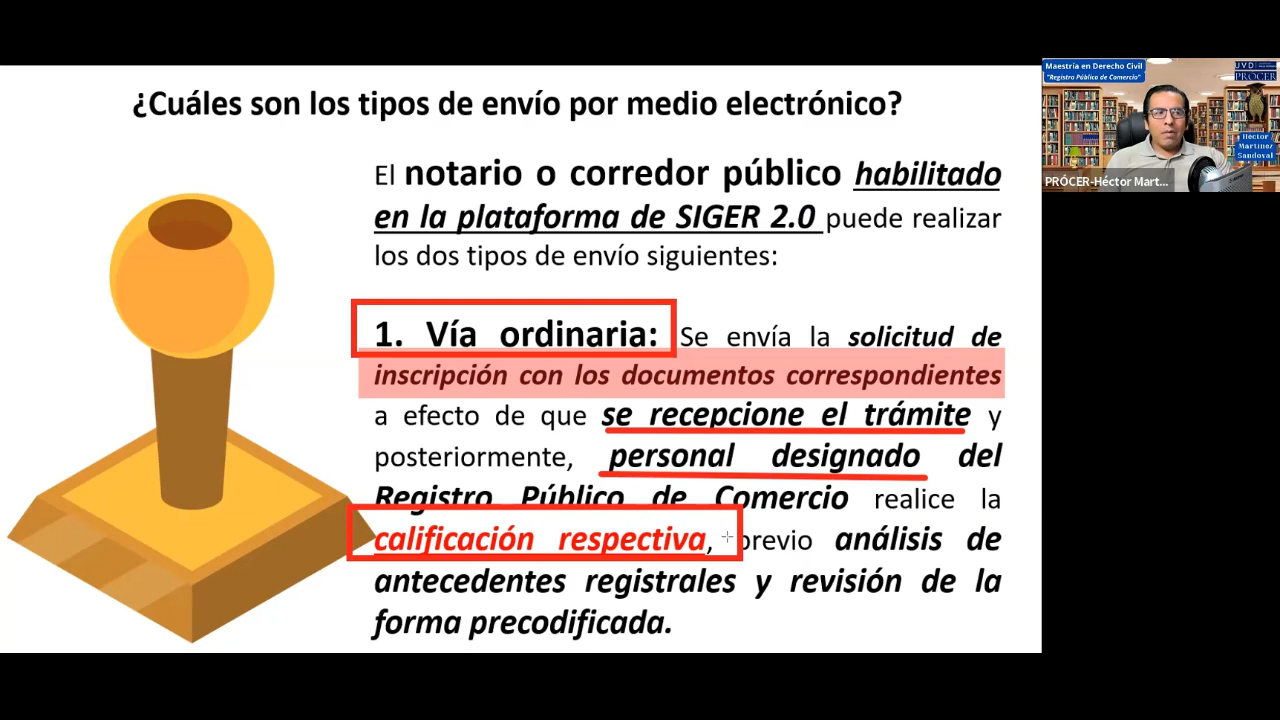 ¿Cuáles son los tipos de envío por medio electrónico?
El notario o corredor público habilitado
en la plataforma de SIGER 2.0 puede realizar
los dos tipos de envío siguientes:
1. Vía ordinaria: Se envía la solicitud de
inscripción con los documentos correspondientes
a efecto de que se recepcione el trámite y
posteriormente, personal designado del
Registro Público de Comercio realice la
calificación respectiva, previo análisis de
antecedentes registrales y revisión de la
forma precodificada.
Maestría en Derecho Civil
"Registro Público de Comercio"
UVD
PRÓCER
Héctor
Martínez
Sandoval
PRÓCER-Héctor Mart...